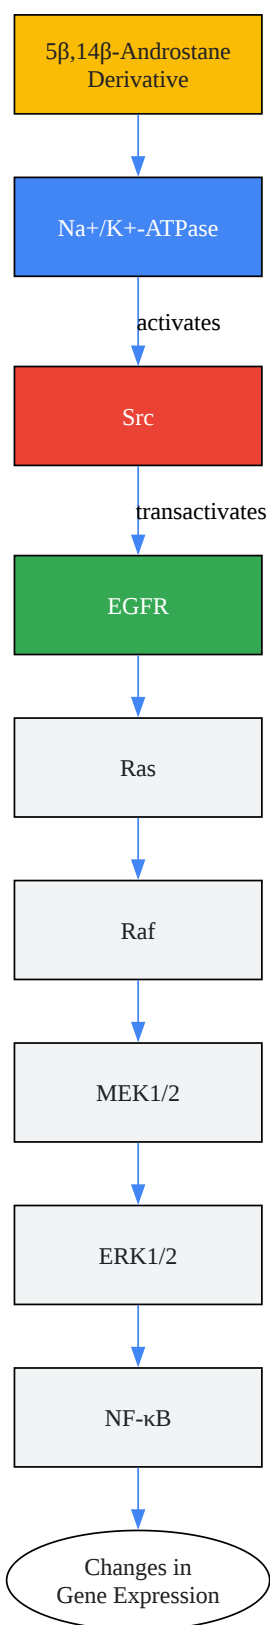 5β,14β-Androstane
Derivative
Na+/K+-ATPase
activates
Src
transactivates
EGFR
Ras
Raf
MEK1/2
ERK1/2
NF-κB
Changes in
Gene Expression